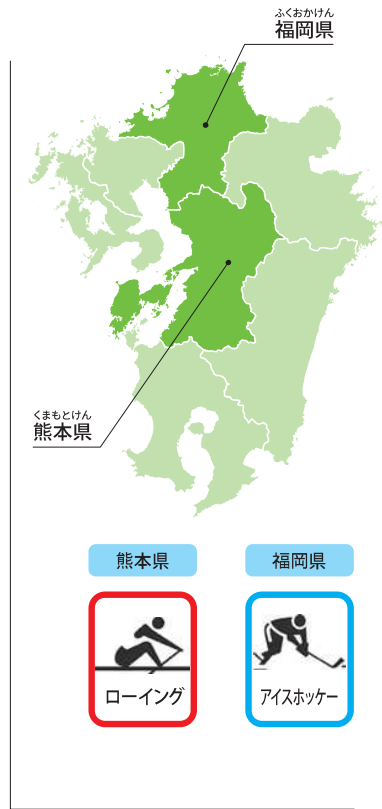 ふくおかけん
福岡県
くまもとけん
熊本県
熊本県
福岡県
ローイング
アイスホッケー